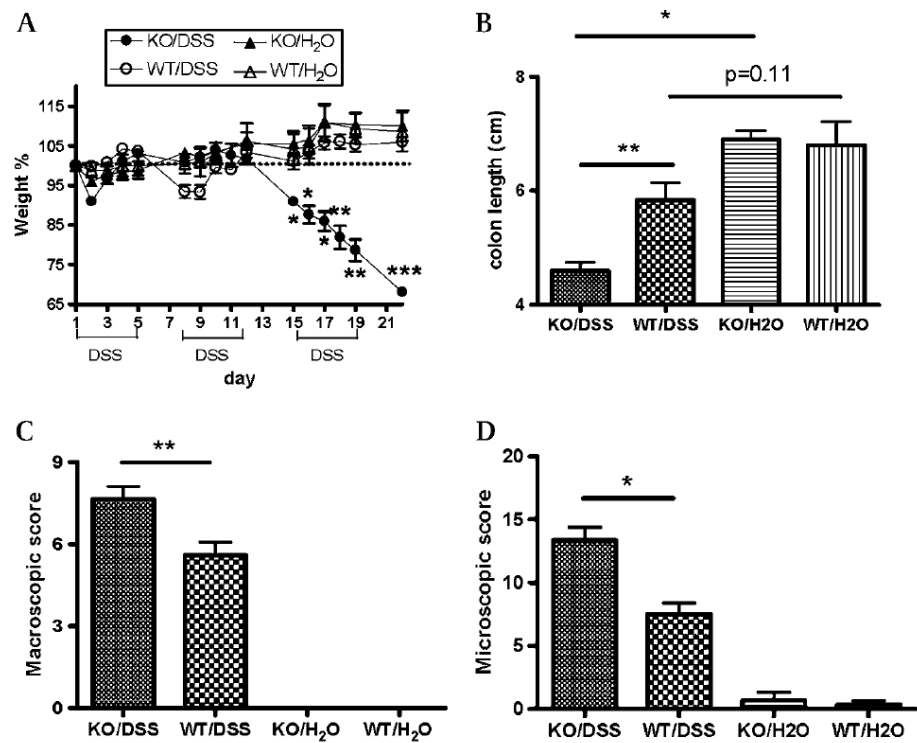 A
KO/DSS KO/H₂O
WT/DSS WT/H₂O
Weight %
105
95
85
75
65
* * * ** ** ***
1 3 5 7 9 11 13 15 17 19 21
DSS DSS DSS
day
B
*
p=0.11
**
colon length (cm)
8
6
4
KO/DSS WT/DSS KO/H2O WT/H2O
C
**
Macroscopic score
9
6
3
0
KO/DSS WT/DSS KO/H₂O WT/H₂O
D
*
Microscopic score
20
15
10
5
0
KO/DSS WT/DSS KO/H2O WT/H2O